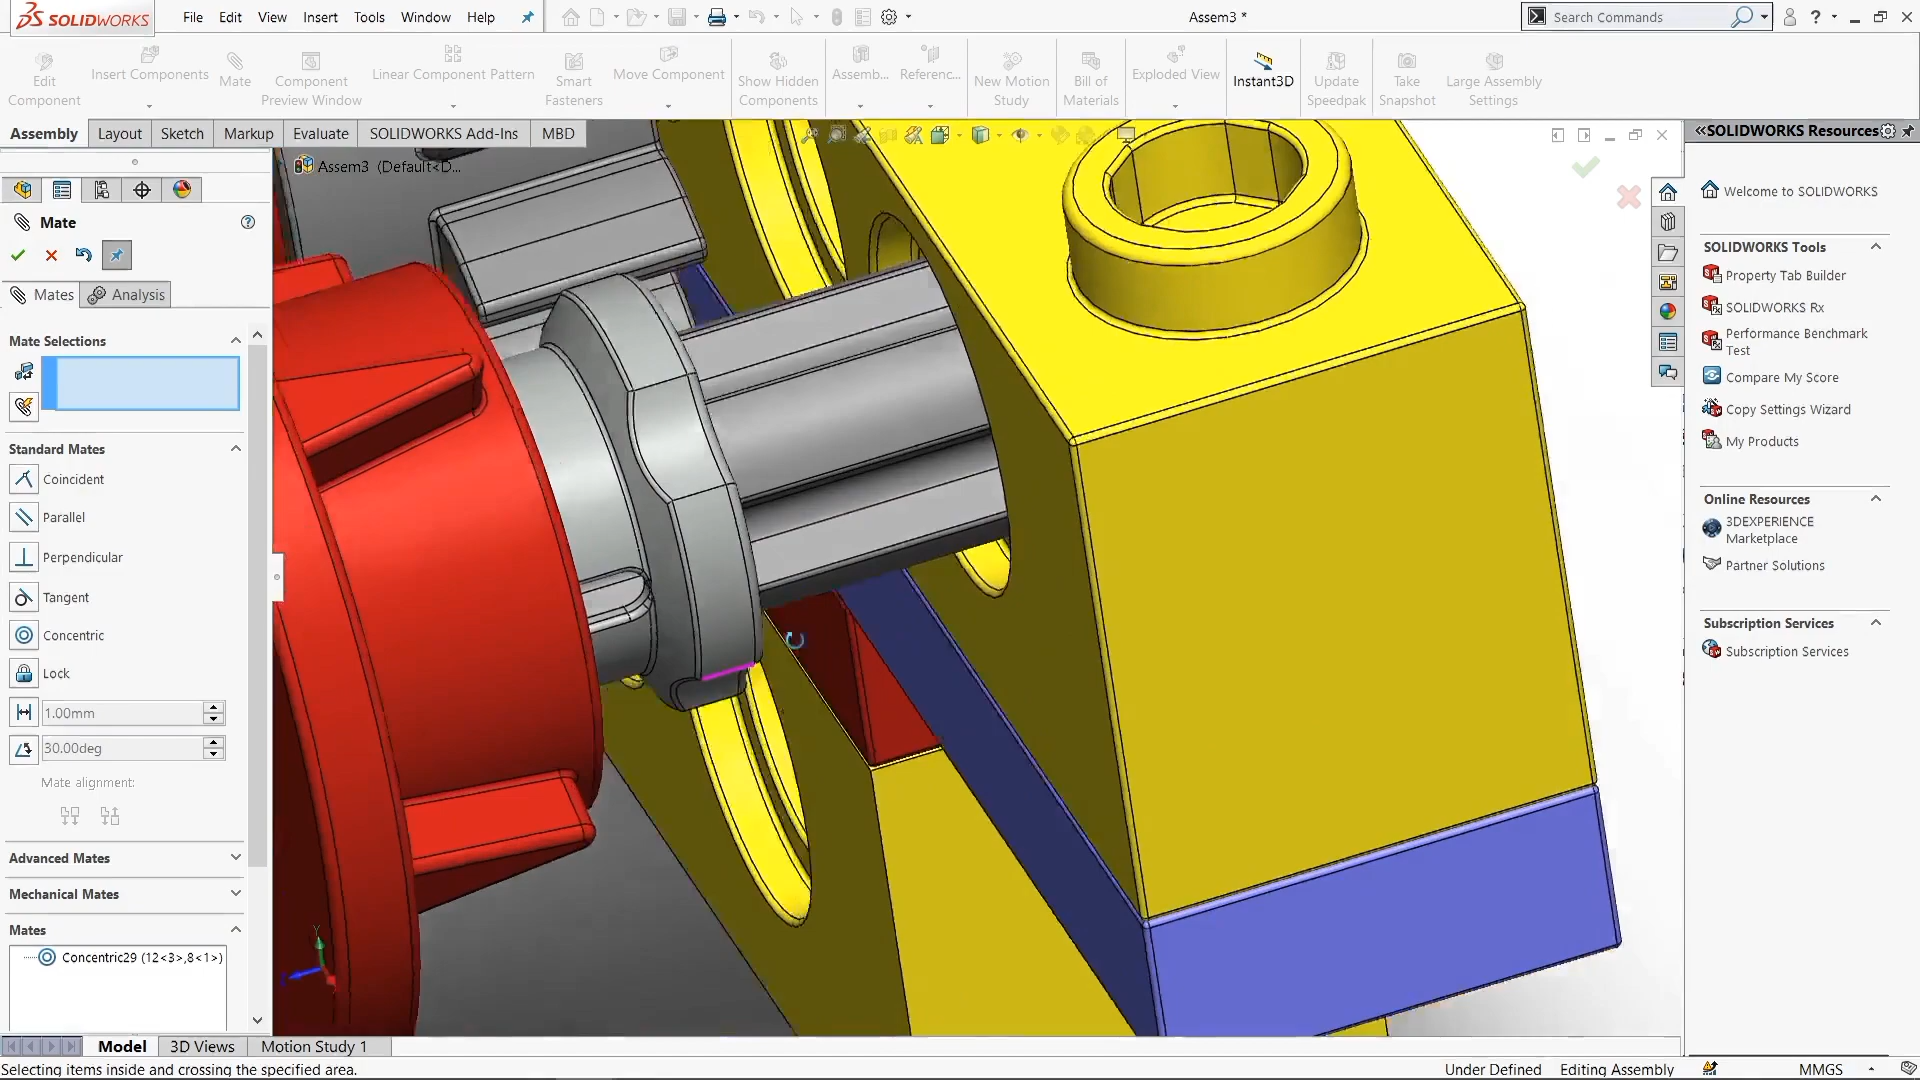 SOLIDWORKS
File Edit View Insert Tools Window Help
Assem3 *
Search Commands
Edit Component
Insert Components
Mate
Component Preview Window
Linear Component Pattern
Smart Fasteners
Move Component
Show Hidden Components
Assemb...
Referenc...
New Motion Study
Bill of Materials
Exploded View
Instant3D
Update Speedpak
Take Snapshot
Large Assembly Settings
Assembly Layout Sketch Markup Evaluate SOLIDWORKS Add-Ins MBD
Assem3 (Default<D...
Mate
Mates
Analysis
Mate Selections
Standard Mates
Coincident
Parallel
Perpendicular
Tangent
Concentric
Lock
1.00mm
30.00deg
Mate alignment:
Advanced Mates
Mechanical Mates
Mates
Concentric29 (12<3>,8<1>)
Y
Model 3D Views Motion Study 1
Selecting items inside and crossing the specified area.
Under Defined Editing Assembly MMGS
SOLIDWORKS Resources
Welcome to SOLIDWORKS
SOLIDWORKS Tools
Property Tab Builder
SOLIDWORKS Rx
Performance Benchmark
Test
Compare My Score
Copy Settings Wizard
My Products
Online Resources
3DEXPERIENCE
Marketplace
Partner Solutions
Subscription Services
Subscription Services